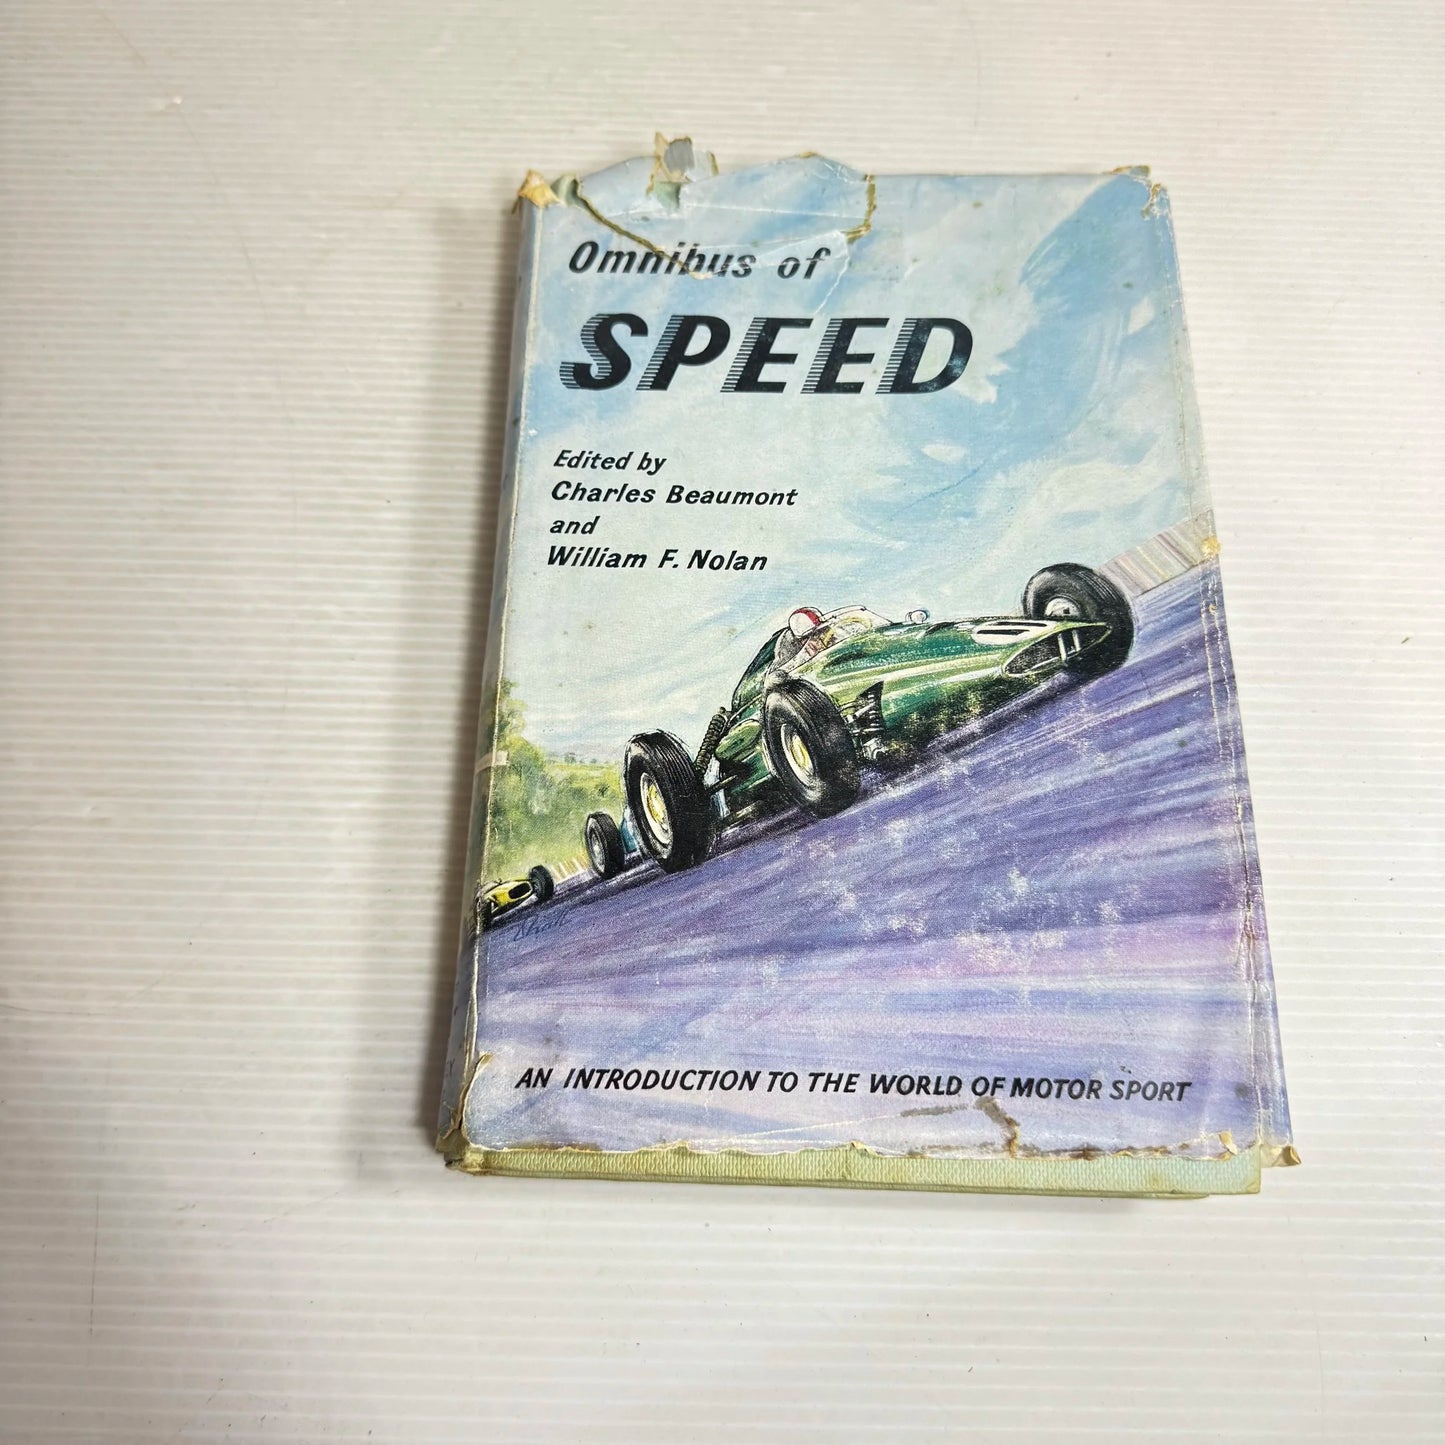 Omnibus of
SPEED
Edited by
Charles Beaumont
and
William F. Nolan
AN INTRODUCTION TO THE WORLD OF MOTOR SPORT